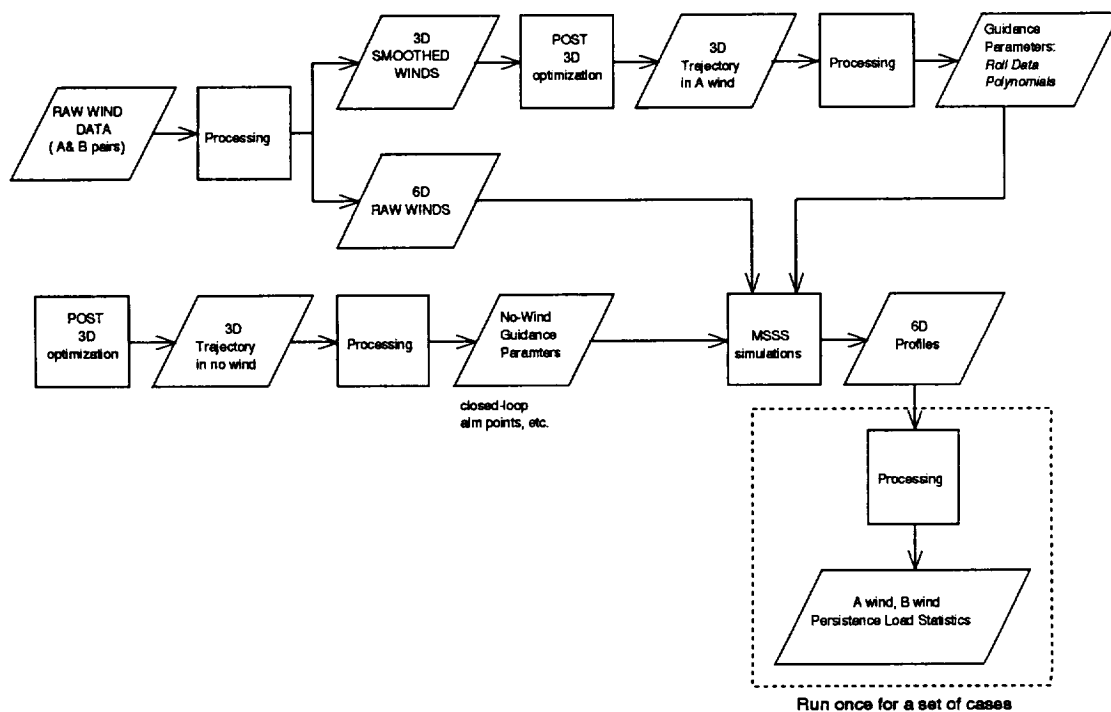 RAW WIND
DATA
( A& B pairs)
Processing
3D
SMOOTHED
WINDS
POST
3D
optimization
3D
Trajectory
in A wind
Processing
Guidance
Parameters:
Roll Data
Polynomials
6D
RAW WINDS
POST
3D
optimization
3D
Trajectory
in no wind
Processing
No-Wind
Guidance
Paramters
closed-loop
aim points, etc.
MSSS
simulations
6D
Profiles
Processing
A wind, B wind
Persistence Load Statistics
Run once for a set of cases